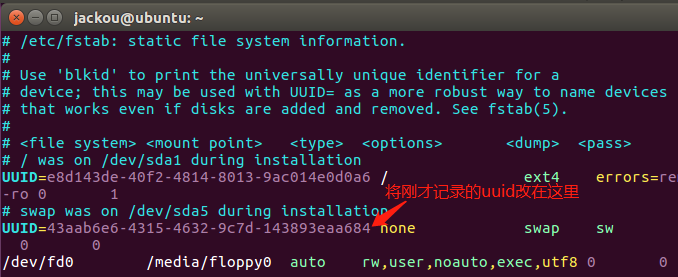 jackou@ubuntu: ~
# /etc/fstab: static file system information.
#
# Use 'blkid' to print the universally unique identifier for a
# device; this may be used with UUID= as a more robust way to name devices
# that works even if disks are added and removed. See fstab(5).
#
# <file system> <mount point>   <type>  <options>       <dump>  <pass>
# / was on /dev/sda1 during installation
UUID=e8d143de-40f2-4814-8013-9ac014e0d0a6 /               ext4    errors=rem
-ro 0       1
将刚才记录的uuid改在这里
# swap was on /dev/sda5 during installation
UUID=43aab6e6-4315-4632-9c7d-143893eaa684 none            swap    sw
  0       0
/dev/fd0        /media/floppy0  auto    rw,user,noauto,exec,utf8 0       0